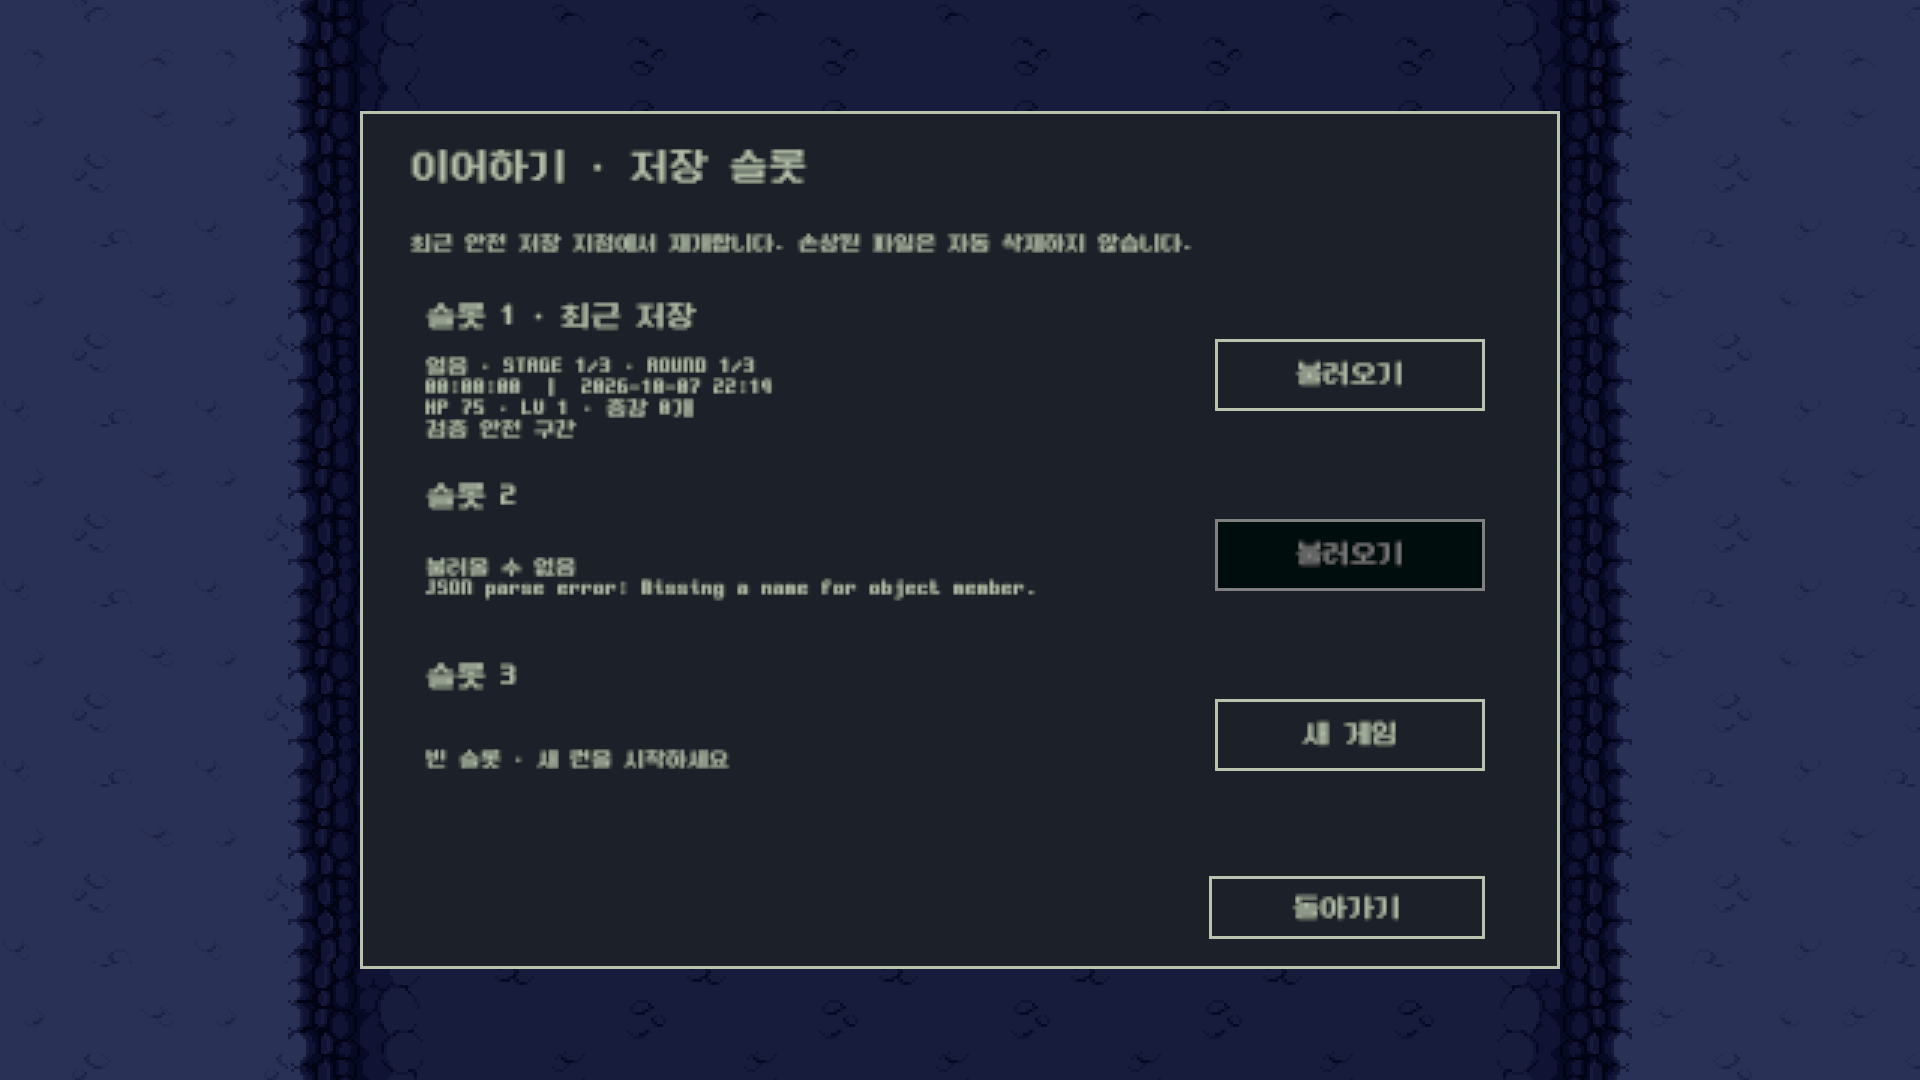 이어하기 · 저장 슬롯
최근 안전 저장 지점에서 재개합니다. 손상된 파일은 자동 삭제하지 않습니다.
슬롯 1 · 최근 저장
얼음 · STAGE 1/3 · ROUND 1/3
00:00:00 | 2026-10-07 22:14
HP 75 · LV 1 · 증강 0개
검증 안전 구간
불러오기
슬롯 2
불러올 수 없음
JSON parse error: Missing a name for object member.
불러오기
슬롯 3
빈 슬롯 · 새 런을 시작하세요
새 게임
돌아가기